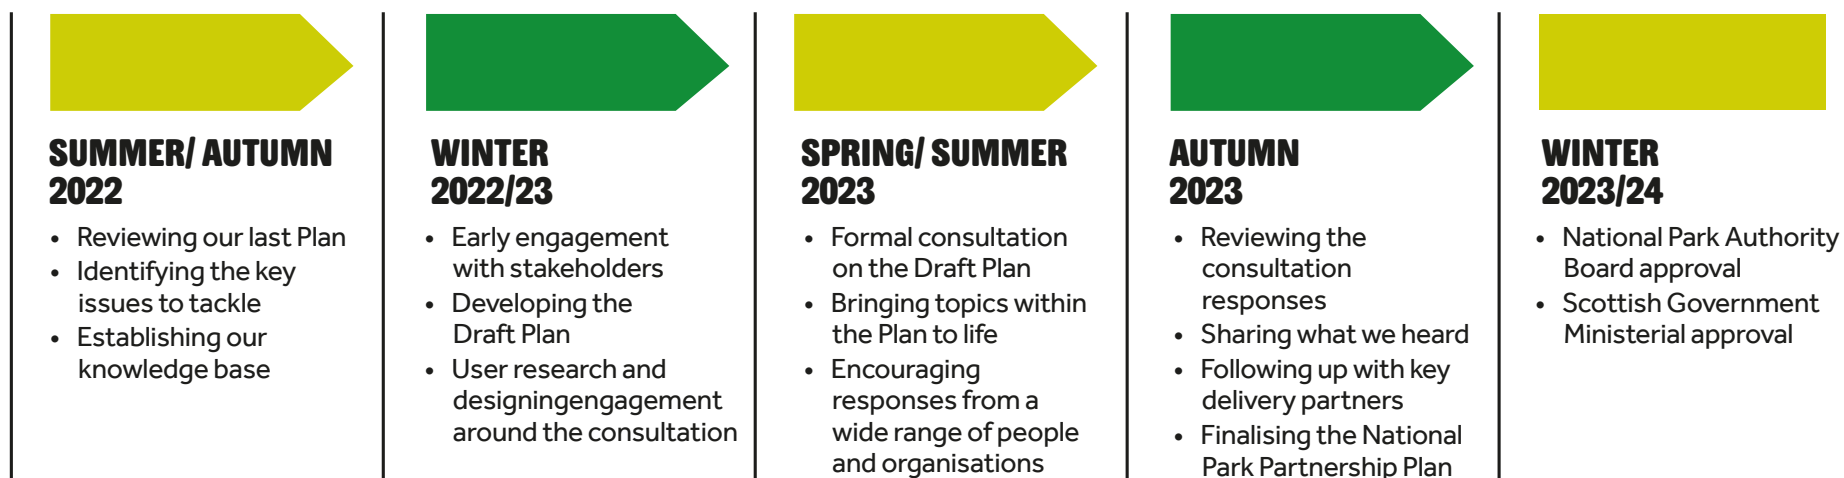 SUMMER/ AUTUMN
2022
• Reviewing our last Plan
• Identifying the key
issues to tackle
• Establishing our
knowledge base
WINTER
2022/23
• Early engagement
with stakeholders
• Developing the
Draft Plan
• User research and
designingengagement
around the consultation
SPRING/ SUMMER
2023
• Formal consultation
on the Draft Plan
• Bringing topics within
the Plan to life
• Encouraging
responses from a
wide range of people
and organisations
AUTUMN
2023
• Reviewing the
consultation
responses
• Sharing what we heard
• Following up with key
delivery partners
• Finalising the National
Park Partnership Plan
WINTER
2023/24
• National Park Authority
Board approval
• Scottish Government
Ministerial approval